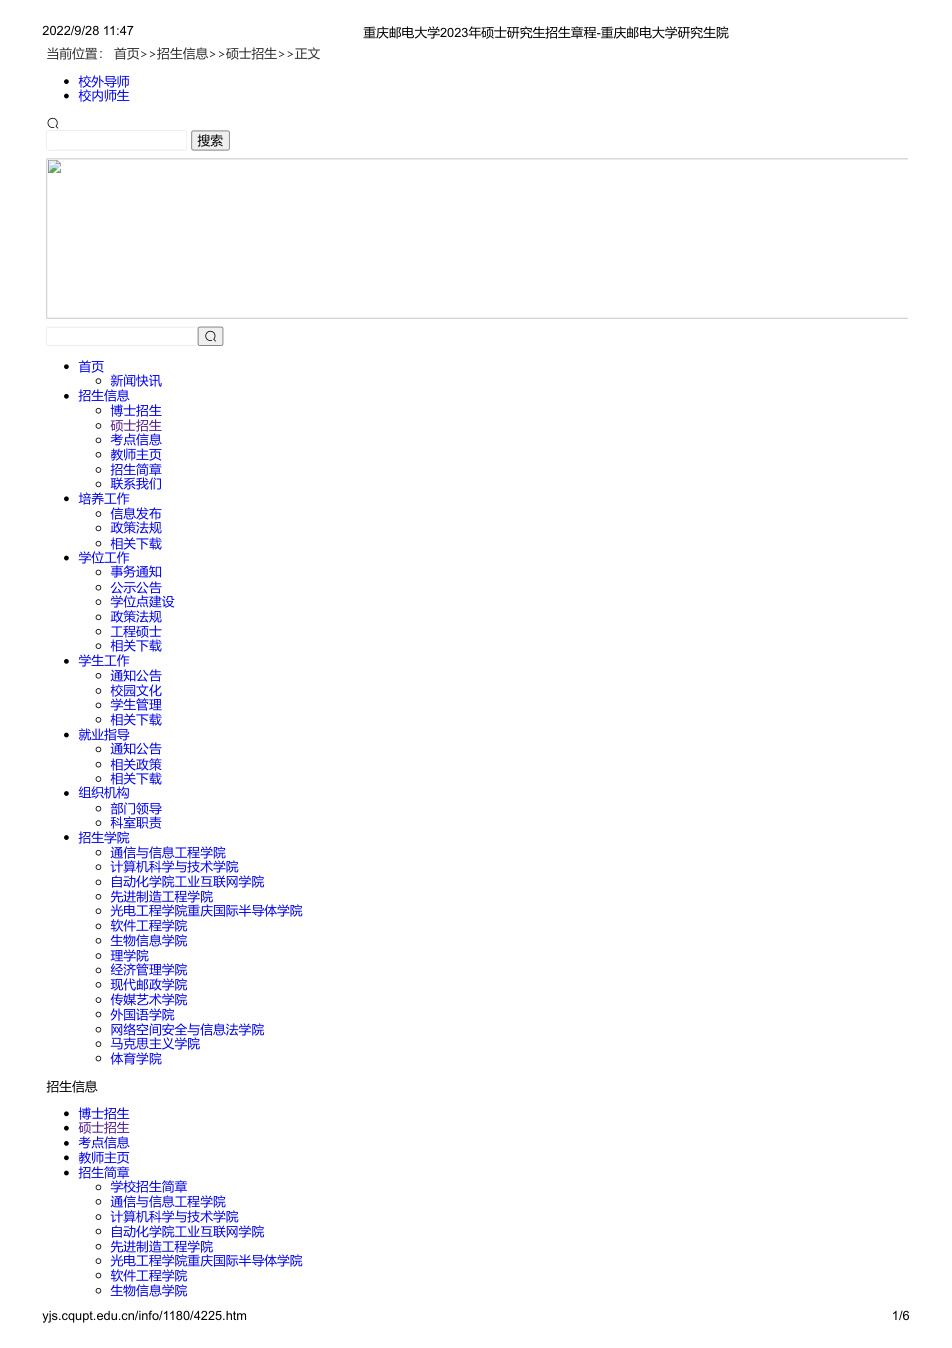 2022/9/28 11:47
重庆邮电大学2023年硕士研究生招生章程-重庆邮电大学研究生院
当前位置： 首页>>招生信息>>硕士招生>>正文
校外导师
校内师生
搜索
首页
新闻快讯
招生信息
博士招生
硕士招生
考点信息
教师主页
招生简章
联系我们
培养工作
信息发布
政策法规
相关下载
学位工作
事务通知
公示公告
学位点建设
政策法规
工程硕士
相关下载
学生工作
通知公告
校园文化
学生管理
相关下载
就业指导
通知公告
相关政策
相关下载
组织机构
部门领导
科室职责
招生学院
通信与信息工程学院
计算机科学与技术学院
自动化学院工业互联网学院
先进制造工程学院
光电工程学院重庆国际半导体学院
软件工程学院
生物信息学院
理学院
经济管理学院
现代邮政学院
传媒艺术学院
外国语学院
网络空间安全与信息法学院
马克思主义学院
体育学院
招生信息
博士招生
硕士招生
考点信息
教师主页
招生简章
学校招生简章
通信与信息工程学院
计算机科学与技术学院
自动化学院工业互联网学院
先进制造工程学院
光电工程学院重庆国际半导体学院
软件工程学院
生物信息学院
yjs.cqupt.edu.cn/info/1180/4225.htm
1/6